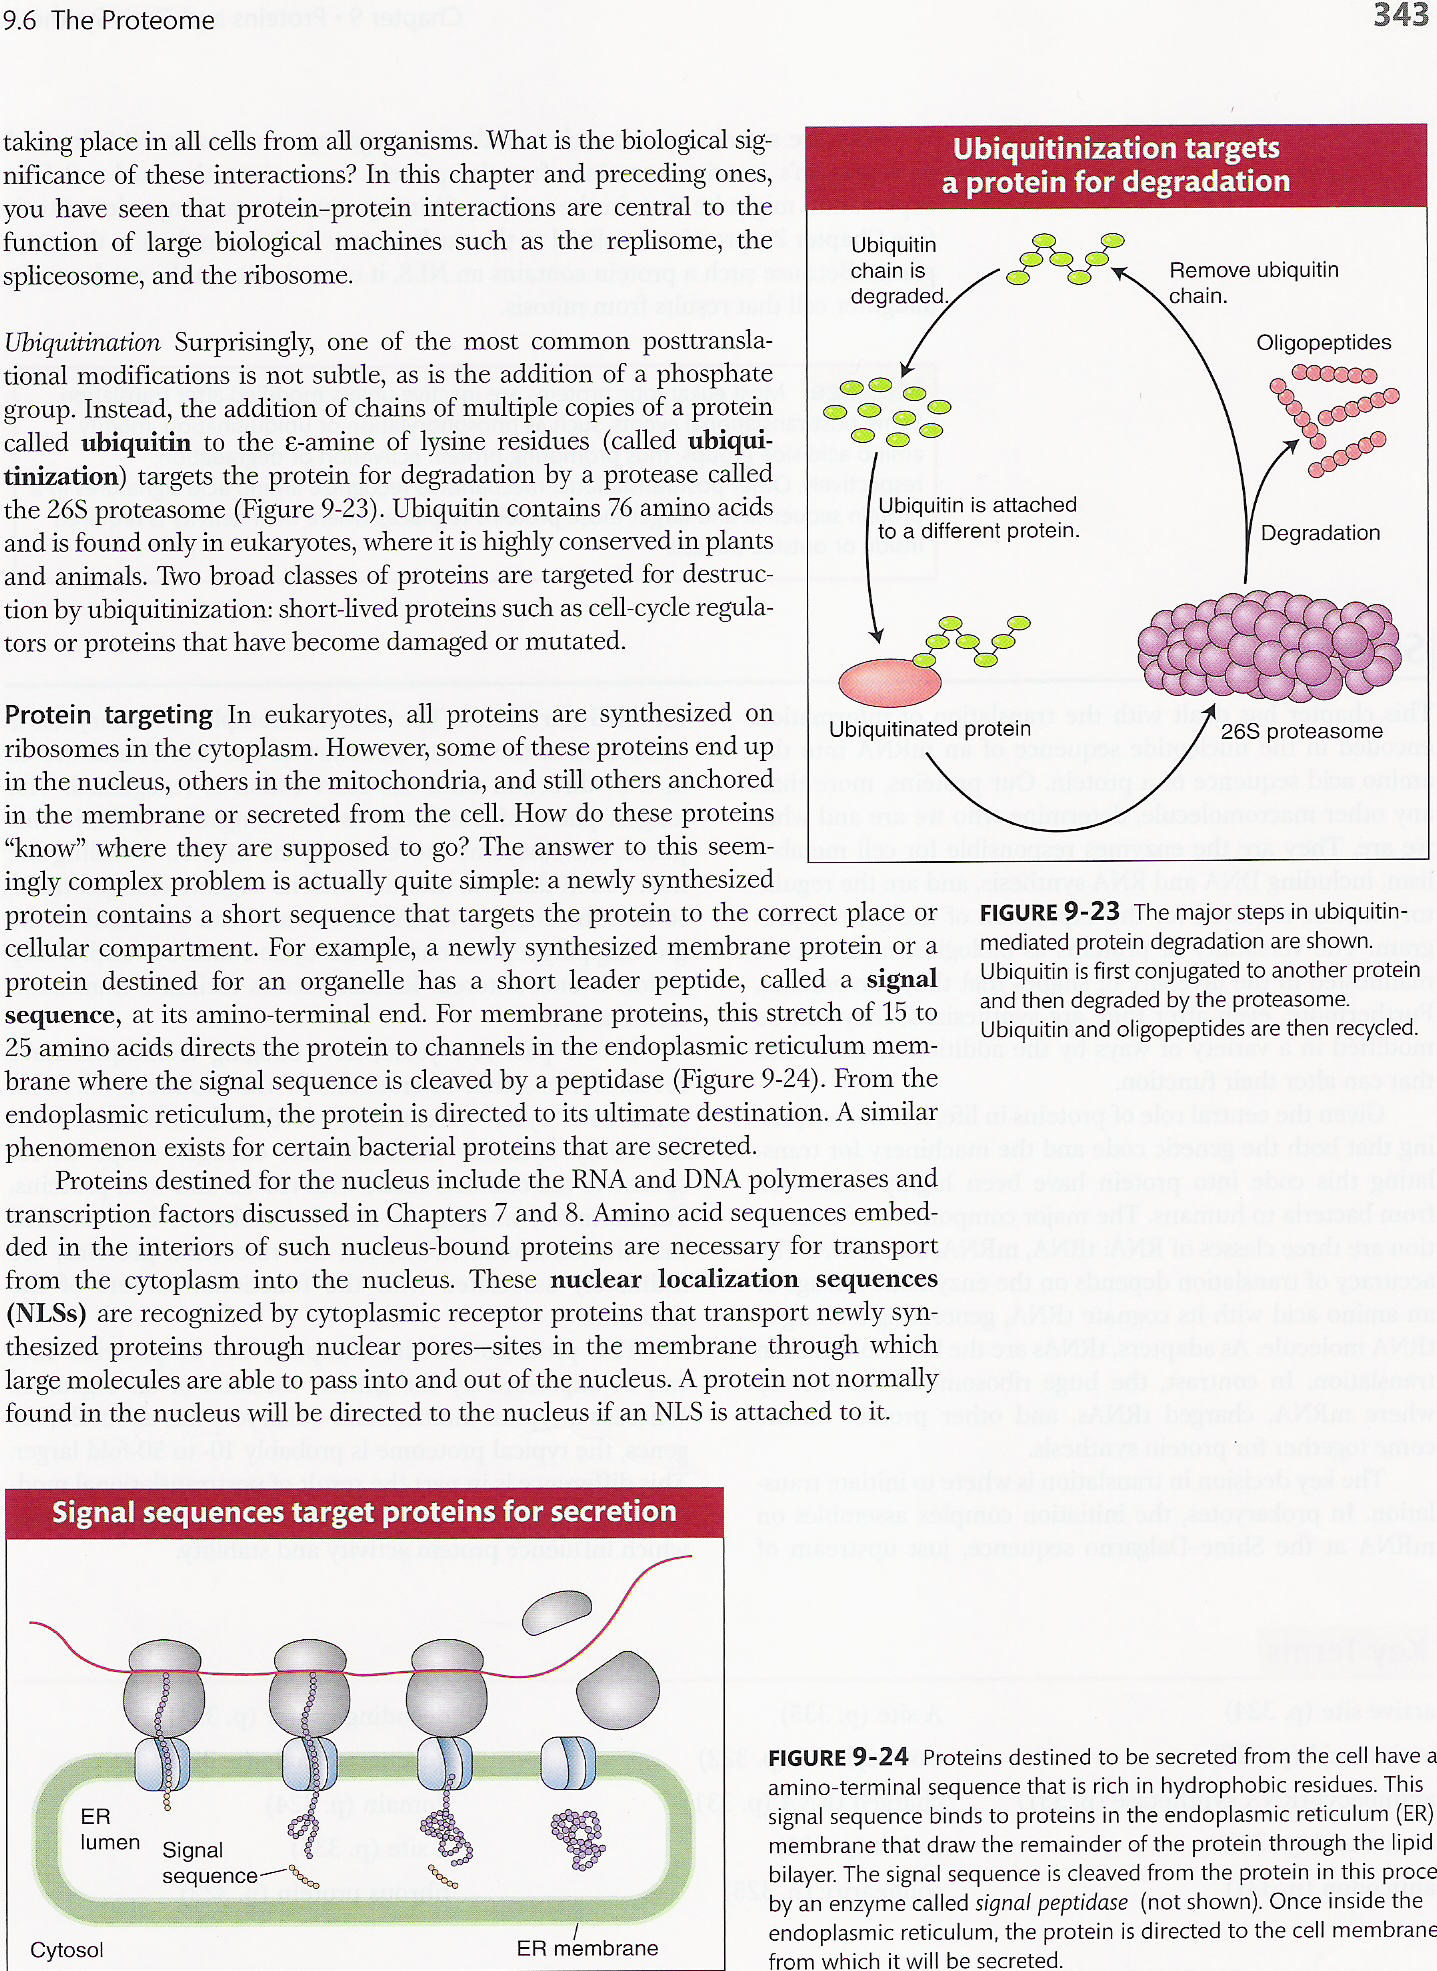 9.6 The Proteome
343
taking place in all cells from all organisms. What is the biological sig-
nificance of these interactions? In this chapter and preceding ones,
you have seen that protein–protein interactions are central to the
function of large biological machines such as the replisome, the
spliceosome, and the ribosome.
Ubiquitination Surprisingly, one of the most common posttransla-
tional modifications is not subtle, as is the addition of a phosphate
group. Instead, the addition of chains of multiple copies of a protein
called ubiquitin to the ε-amine of lysine residues (called ubiqui-
tinization) targets the protein for degradation by a protease called
the 26S proteasome (Figure 9-23). Ubiquitin contains 76 amino acids
and is found only in eukaryotes, where it is highly conserved in plants
and animals. Two broad classes of proteins are targeted for destruc-
tion by ubiquitinization: short-lived proteins such as cell-cycle regula-
tors or proteins that have become damaged or mutated.
Protein targeting In eukaryotes, all proteins are synthesized on
ribosomes in the cytoplasm. However, some of these proteins end up
in the nucleus, others in the mitochondria, and still others anchored
in the membrane or secreted from the cell. How do these proteins
“know” where they are supposed to go? The answer to this seem-
ingly complex problem is actually quite simple: a newly synthesized
protein contains a short sequence that targets the protein to the correct place or
cellular compartment. For example, a newly synthesized membrane protein or a
protein destined for an organelle has a short leader peptide, called a signal
sequence, at its amino-terminal end. For membrane proteins, this stretch of 15 to
25 amino acids directs the protein to channels in the endoplasmic reticulum mem-
brane where the signal sequence is cleaved by a peptidase (Figure 9-24). From the
endoplasmic reticulum, the protein is directed to its ultimate destination. A similar
phenomenon exists for certain bacterial proteins that are secreted.
Proteins destined for the nucleus include the RNA and DNA polymerases and
transcription factors discussed in Chapters 7 and 8. Amino acid sequences embed-
ded in the interiors of such nucleus-bound proteins are necessary for transport
from the cytoplasm into the nucleus. These nuclear localization sequences
(NLSs) are recognized by cytoplasmic receptor proteins that transport newly syn-
thesized proteins through nuclear pores—sites in the membrane through which
large molecules are able to pass into and out of the nucleus. A protein not normally
found in the nucleus will be directed to the nucleus if an NLS is attached to it.
Ubiquitinization targets
a protein for degradation
Ubiquitin
chain is
degraded.
Remove ubiquitin
chain.
Oligopeptides
Ubiquitin is attached
to a different protein.
Degradation
Ubiquitinated protein
26S proteasome
FIGURE 9-23 The major steps in ubiquitin-
mediated protein degradation are shown.
Ubiquitin is first conjugated to another protein
and then degraded by the proteasome.
Ubiquitin and oligopeptides are then recycled.
Signal sequences target proteins for secretion
ER
lumen
Signal
sequence
Cytosol
ER membrane
FIGURE 9-24 Proteins destined to be secreted from the cell have a
amino-terminal sequence that is rich in hydrophobic residues. This
signal sequence binds to proteins in the endoplasmic reticulum (ER)
membrane that draw the remainder of the protein through the lipid
bilayer. The signal sequence is cleaved from the protein in this proce
by an enzyme called signal peptidase (not shown). Once inside the
endoplasmic reticulum, the protein is directed to the cell membrane
from which it will be secreted.